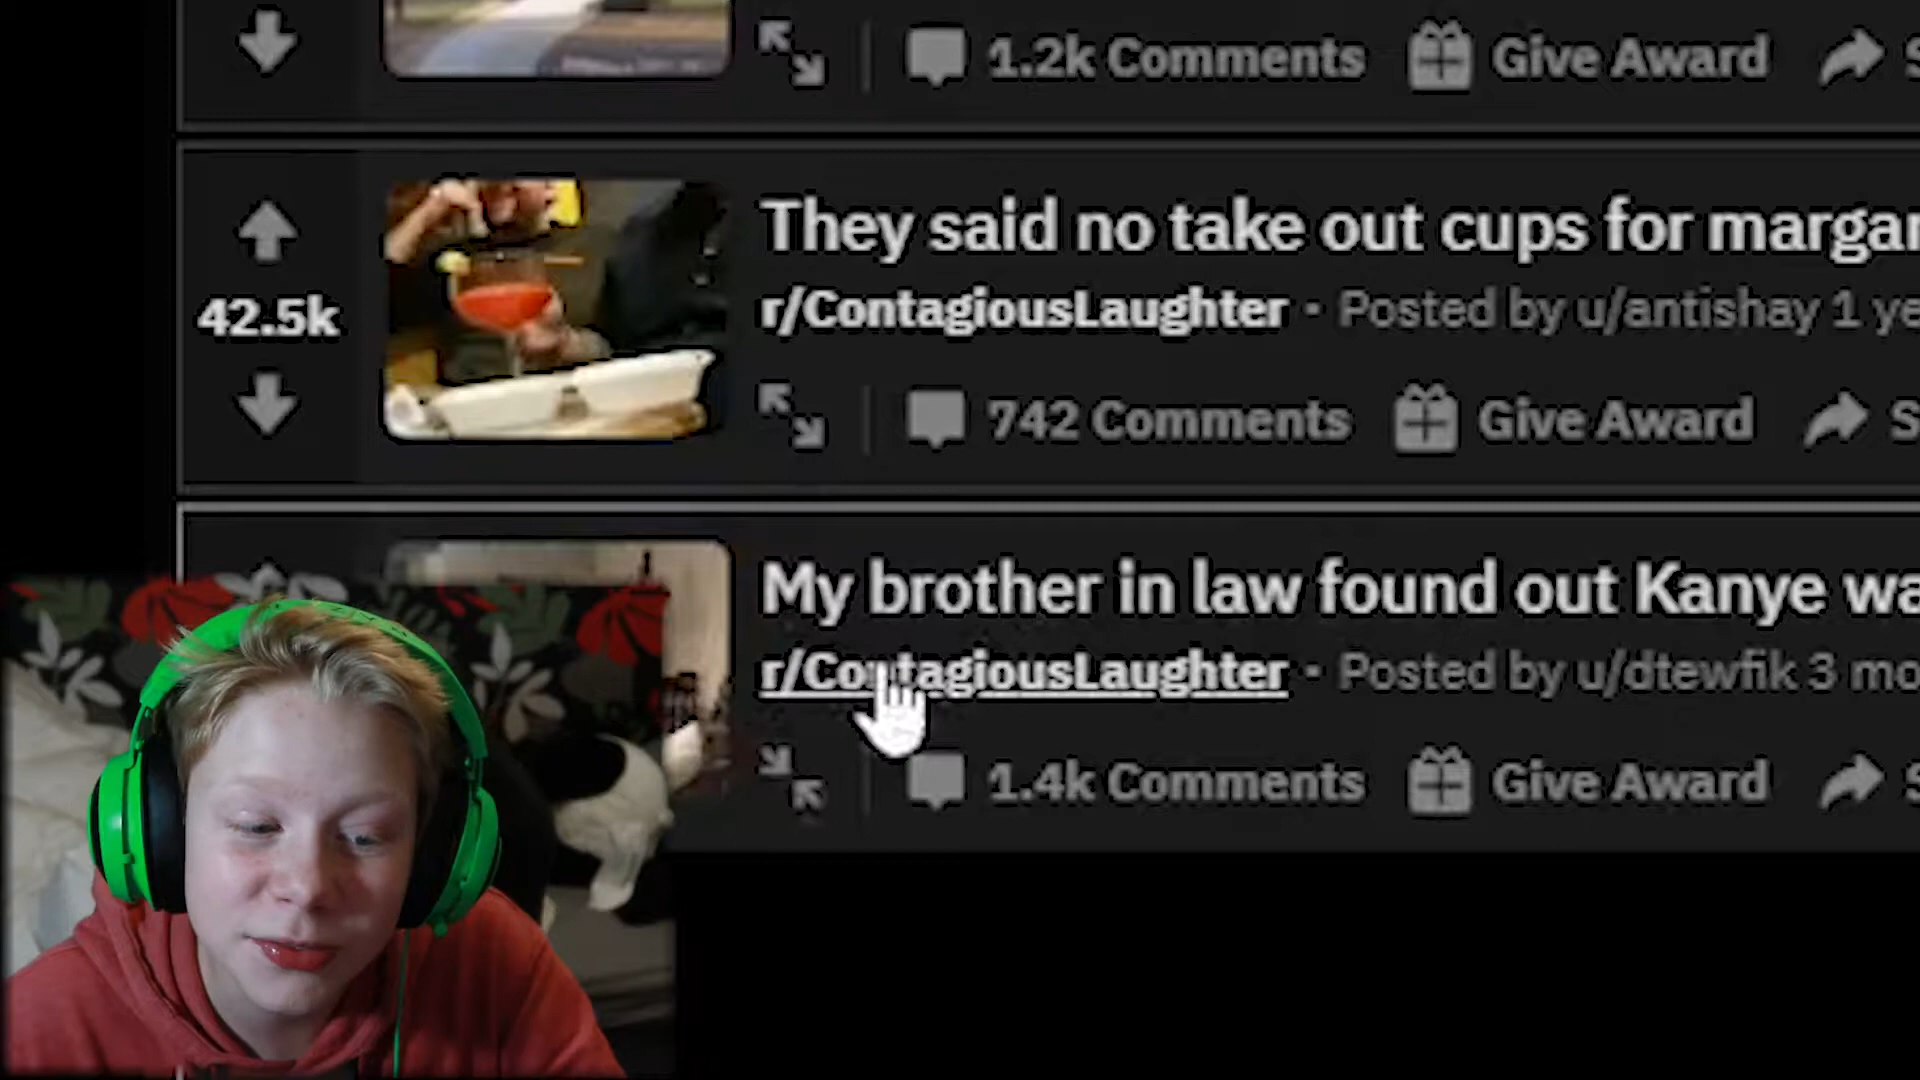 1.2k Comments Give Award S
They said no take out cups for margar
r/ContagiousLaughter · Posted by u/antishay 1 ye
42.5k
742 Comments Give Award S
My brother in law found out Kanye wa
r/ContagiousLaughter · Posted by u/dtewfik 3 mo
1.4k Comments Give Award S